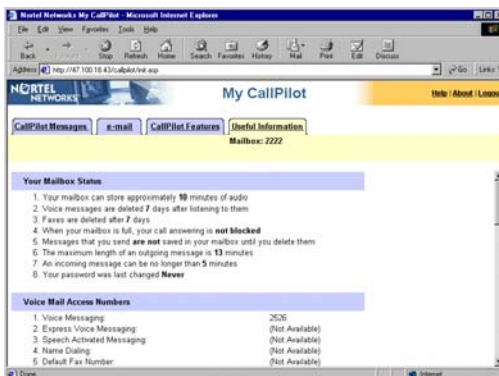 Nortel Networks My CallPilot - Microsoft Internet Explorer
File Edit View Favorites Tools Help
Back Stop Refresh Home Search Favorites History Mail Print Edit Discuss
Address http://47.100.18.43/callpilot/init.asp Go Links
NORTEL NETWORKS My CallPilot Help | About | Logout
CallPilot Messages e-mail CallPilot Features Useful Information
Mailbox: 2222
Your Mailbox Status
1. Your mailbox can store approximately 10 minutes of audio
2. Voice messages are deleted 7 days after listening to them
3. Faxes are deleted after 7 days
4. When your mailbox is full, your call answering is not blocked
5. Messages that you send are not saved in your mailbox until you delete them
6. The maximum length of an outgoing message is 13 minutes
7. An incoming message can be no longer than 5 minutes
8. Your password was last changed Never
Voice Mail Access Numbers
1. Voice Messaging: 2526
2. Express Voice Messaging: (Not Available)
3. Speech Activated Messaging: (Not Available)
4. Name Dialing: (Not Available)
5. Default Fax Number: (Not Available)
Done Internet